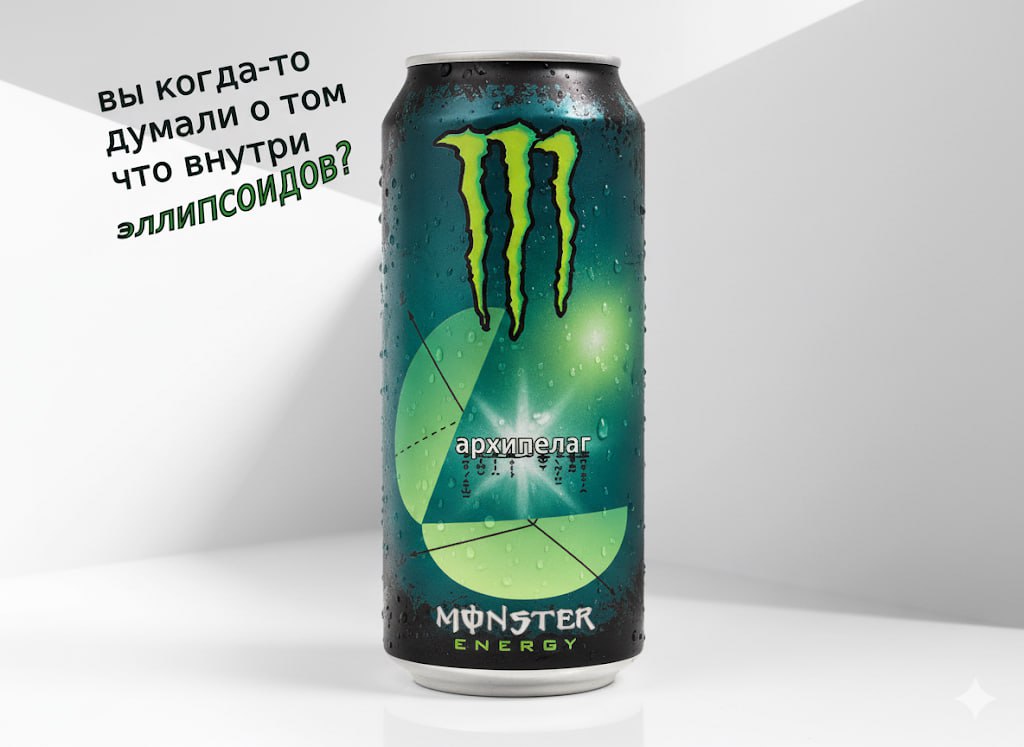 вы когда-то
думали о том
что внутри
эллипсоидов?
архипелаг
MONSTER
ENERGY